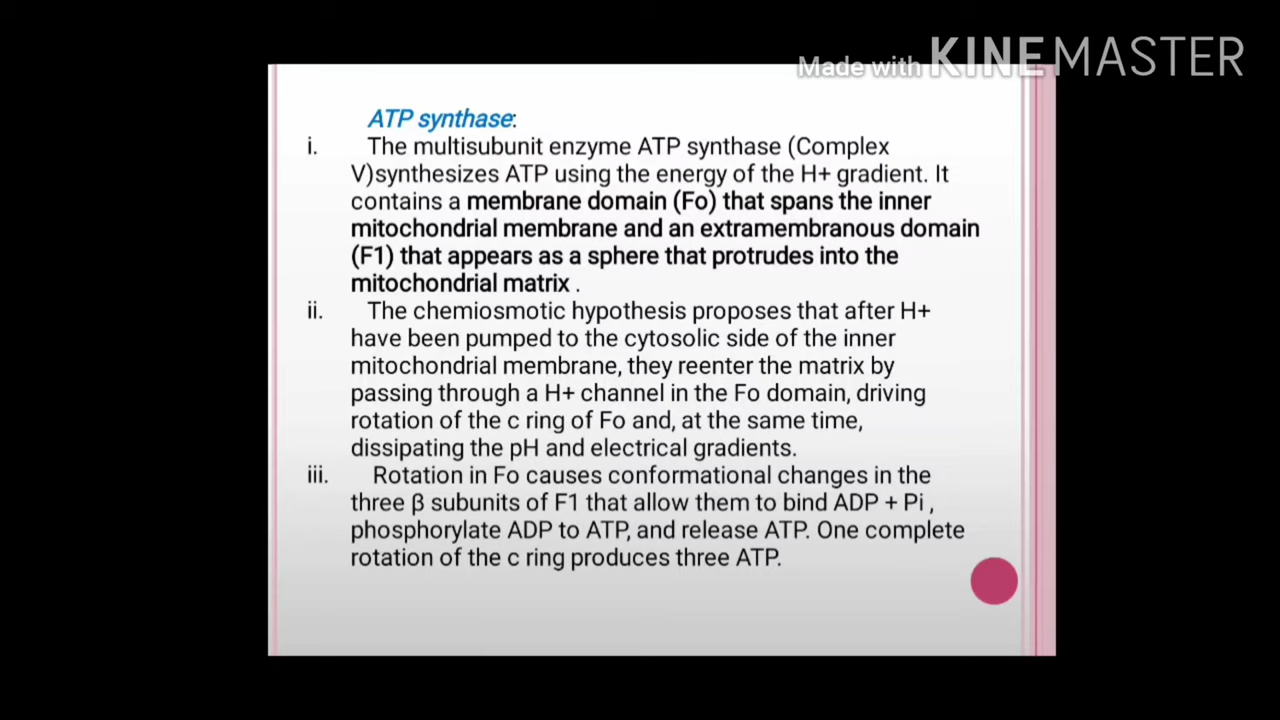 Made with KINEMASTER
ATP synthase:
i. The multisubunit enzyme ATP synthase (Complex
V)synthesizes ATP using the energy of the H+ gradient. It
contains a membrane domain (Fo) that spans the inner
mitochondrial membrane and an extramembranous domain
(F1) that appears as a sphere that protrudes into the
mitochondrial matrix .
ii. The chemiosmotic hypothesis proposes that after H+
have been pumped to the cytosolic side of the inner
mitochondrial membrane, they reenter the matrix by
passing through a H+ channel in the Fo domain, driving
rotation of the c ring of Fo and, at the same time,
dissipating the pH and electrical gradients.
iii. Rotation in Fo causes conformational changes in the
three β subunits of F1 that allow them to bind ADP + Pi ,
phosphorylate ADP to ATP, and release ATP. One complete
rotation of the c ring produces three ATP.